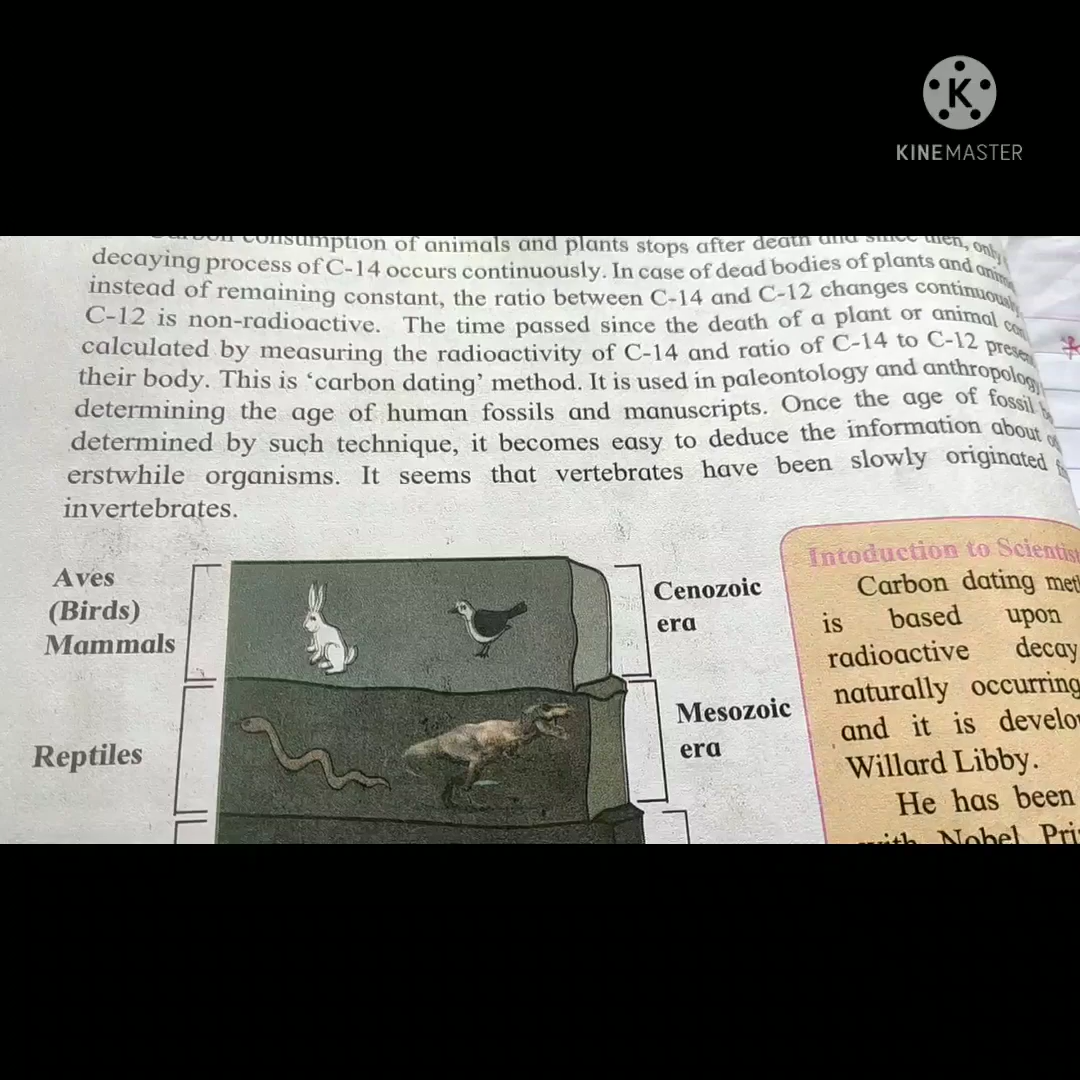 KINEMASTER
Carbon consumption of animals and plants stops after death and since then, only
decaying process of C-14 occurs continuously. In case of dead bodies of plants and
instead of remaining constant, the ratio between C-14 and C-12 changes
C-12 is non-radioactive. The time passed since the death of a plant or animal
calculated by measuring the radioactivity of C-14 and ratio of C-14 to C-12
their body. This is ‘carbon dating’ method. It is used in paleontology and anthropology
determining the age of human fossils and manuscripts. Once the age of fossil
determined by such technique, it becomes easy to deduce the information about
erstwhile organisms. It seems that vertebrates have been slowly originated
invertebrates.
Aves
(Birds)
Mammals
Reptiles
Cenozoic
era
Mesozoic
era
Intoduction to Scientist
Carbon dating
is based upon
radioactive decay
naturally occurring
and it is
Willard Libby.
He has been
with Nobel